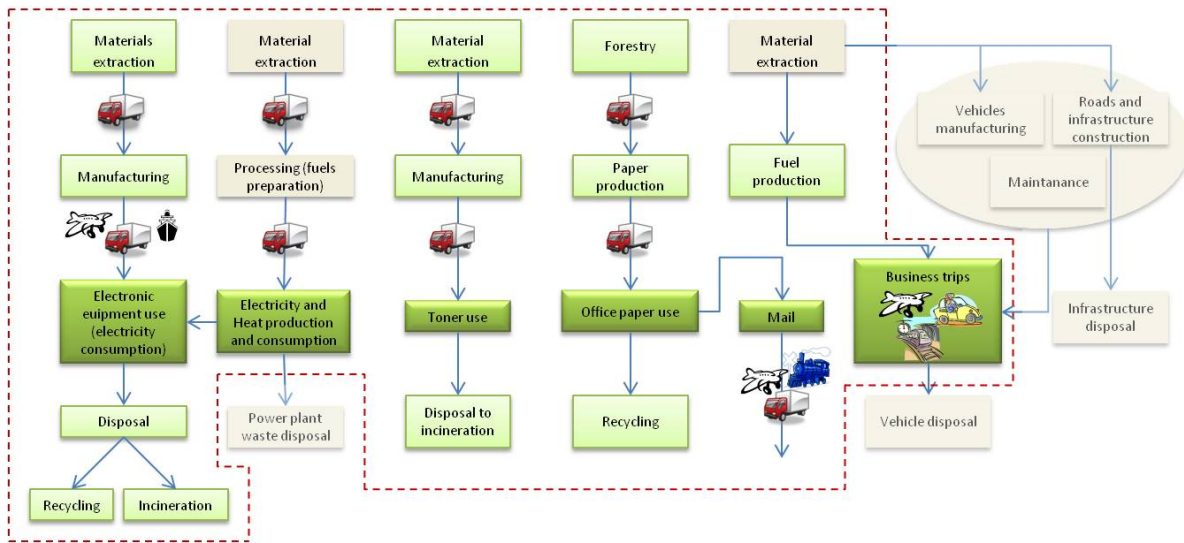 Materials
extraction
Material
extraction
Material
extraction
Forestry
Material
extraction
Vehicles
manufacturing
Roads and
infrastructure
construction
Maintanance
Manufacturing
Processing (fuels
preparation)
Manufacturing
Paper
production
Fuel
production
Electronic
euipment use
(electricity
consumption)
Electricity and
Heat production
and consumption
Toner use
Office paper use
Mail
Business trips
Infrastructure
disposal
Disposal
Power plant
waste disposal
Disposal to
incineration
Recycling
Vehicle disposal
Recycling
Incineration